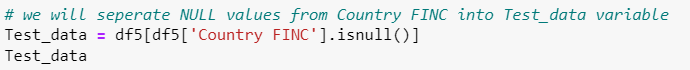 # we will seperate NULL values from Country FINC into Test_data variable
Test_data = df5[df5['Country FINC'].isnull()]
Test_data